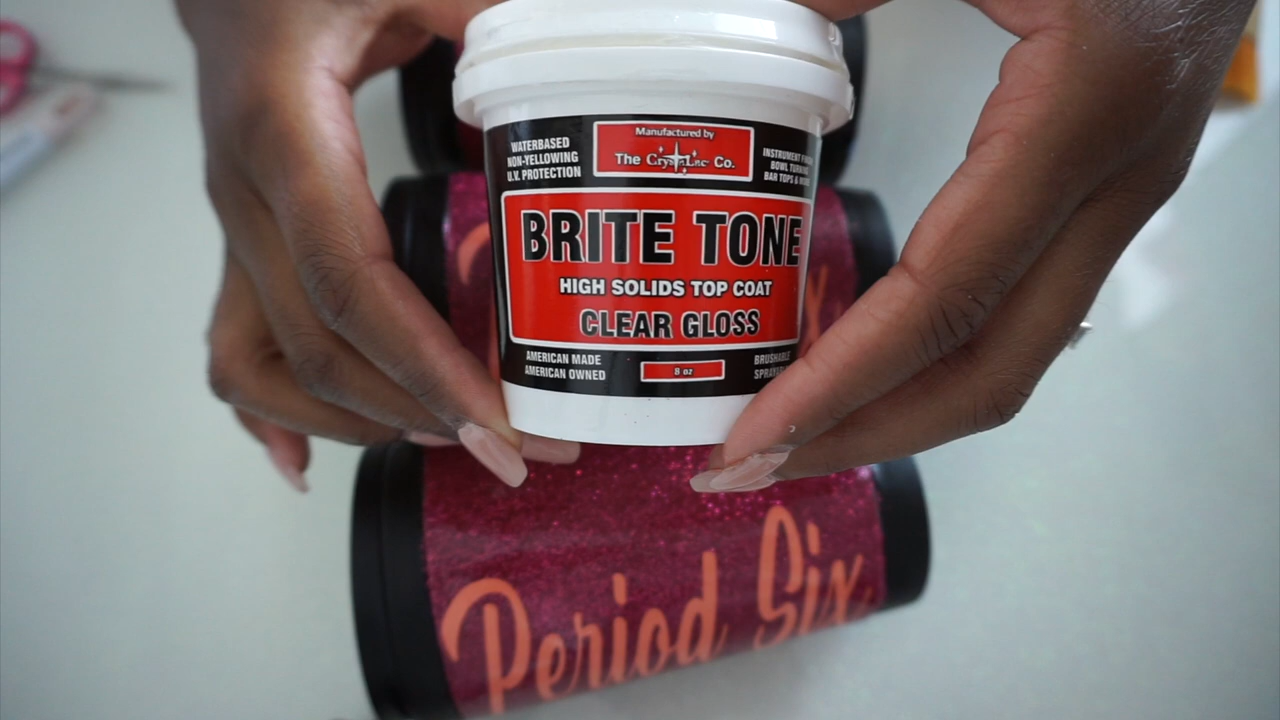 WATERBASED
NON-YELLOWING
U.V. PROTECTION
Manufactured by
The CrystaLac Co.
INSTRUMENT
BOWL TURNING
BAR TOPS &
BRITE TONE
HIGH SOLIDS TOP COAT
CLEAR GLOSS
AMERICAN MADE
AMERICAN OWNED
8 oz
BRUSHABLE
Period Six